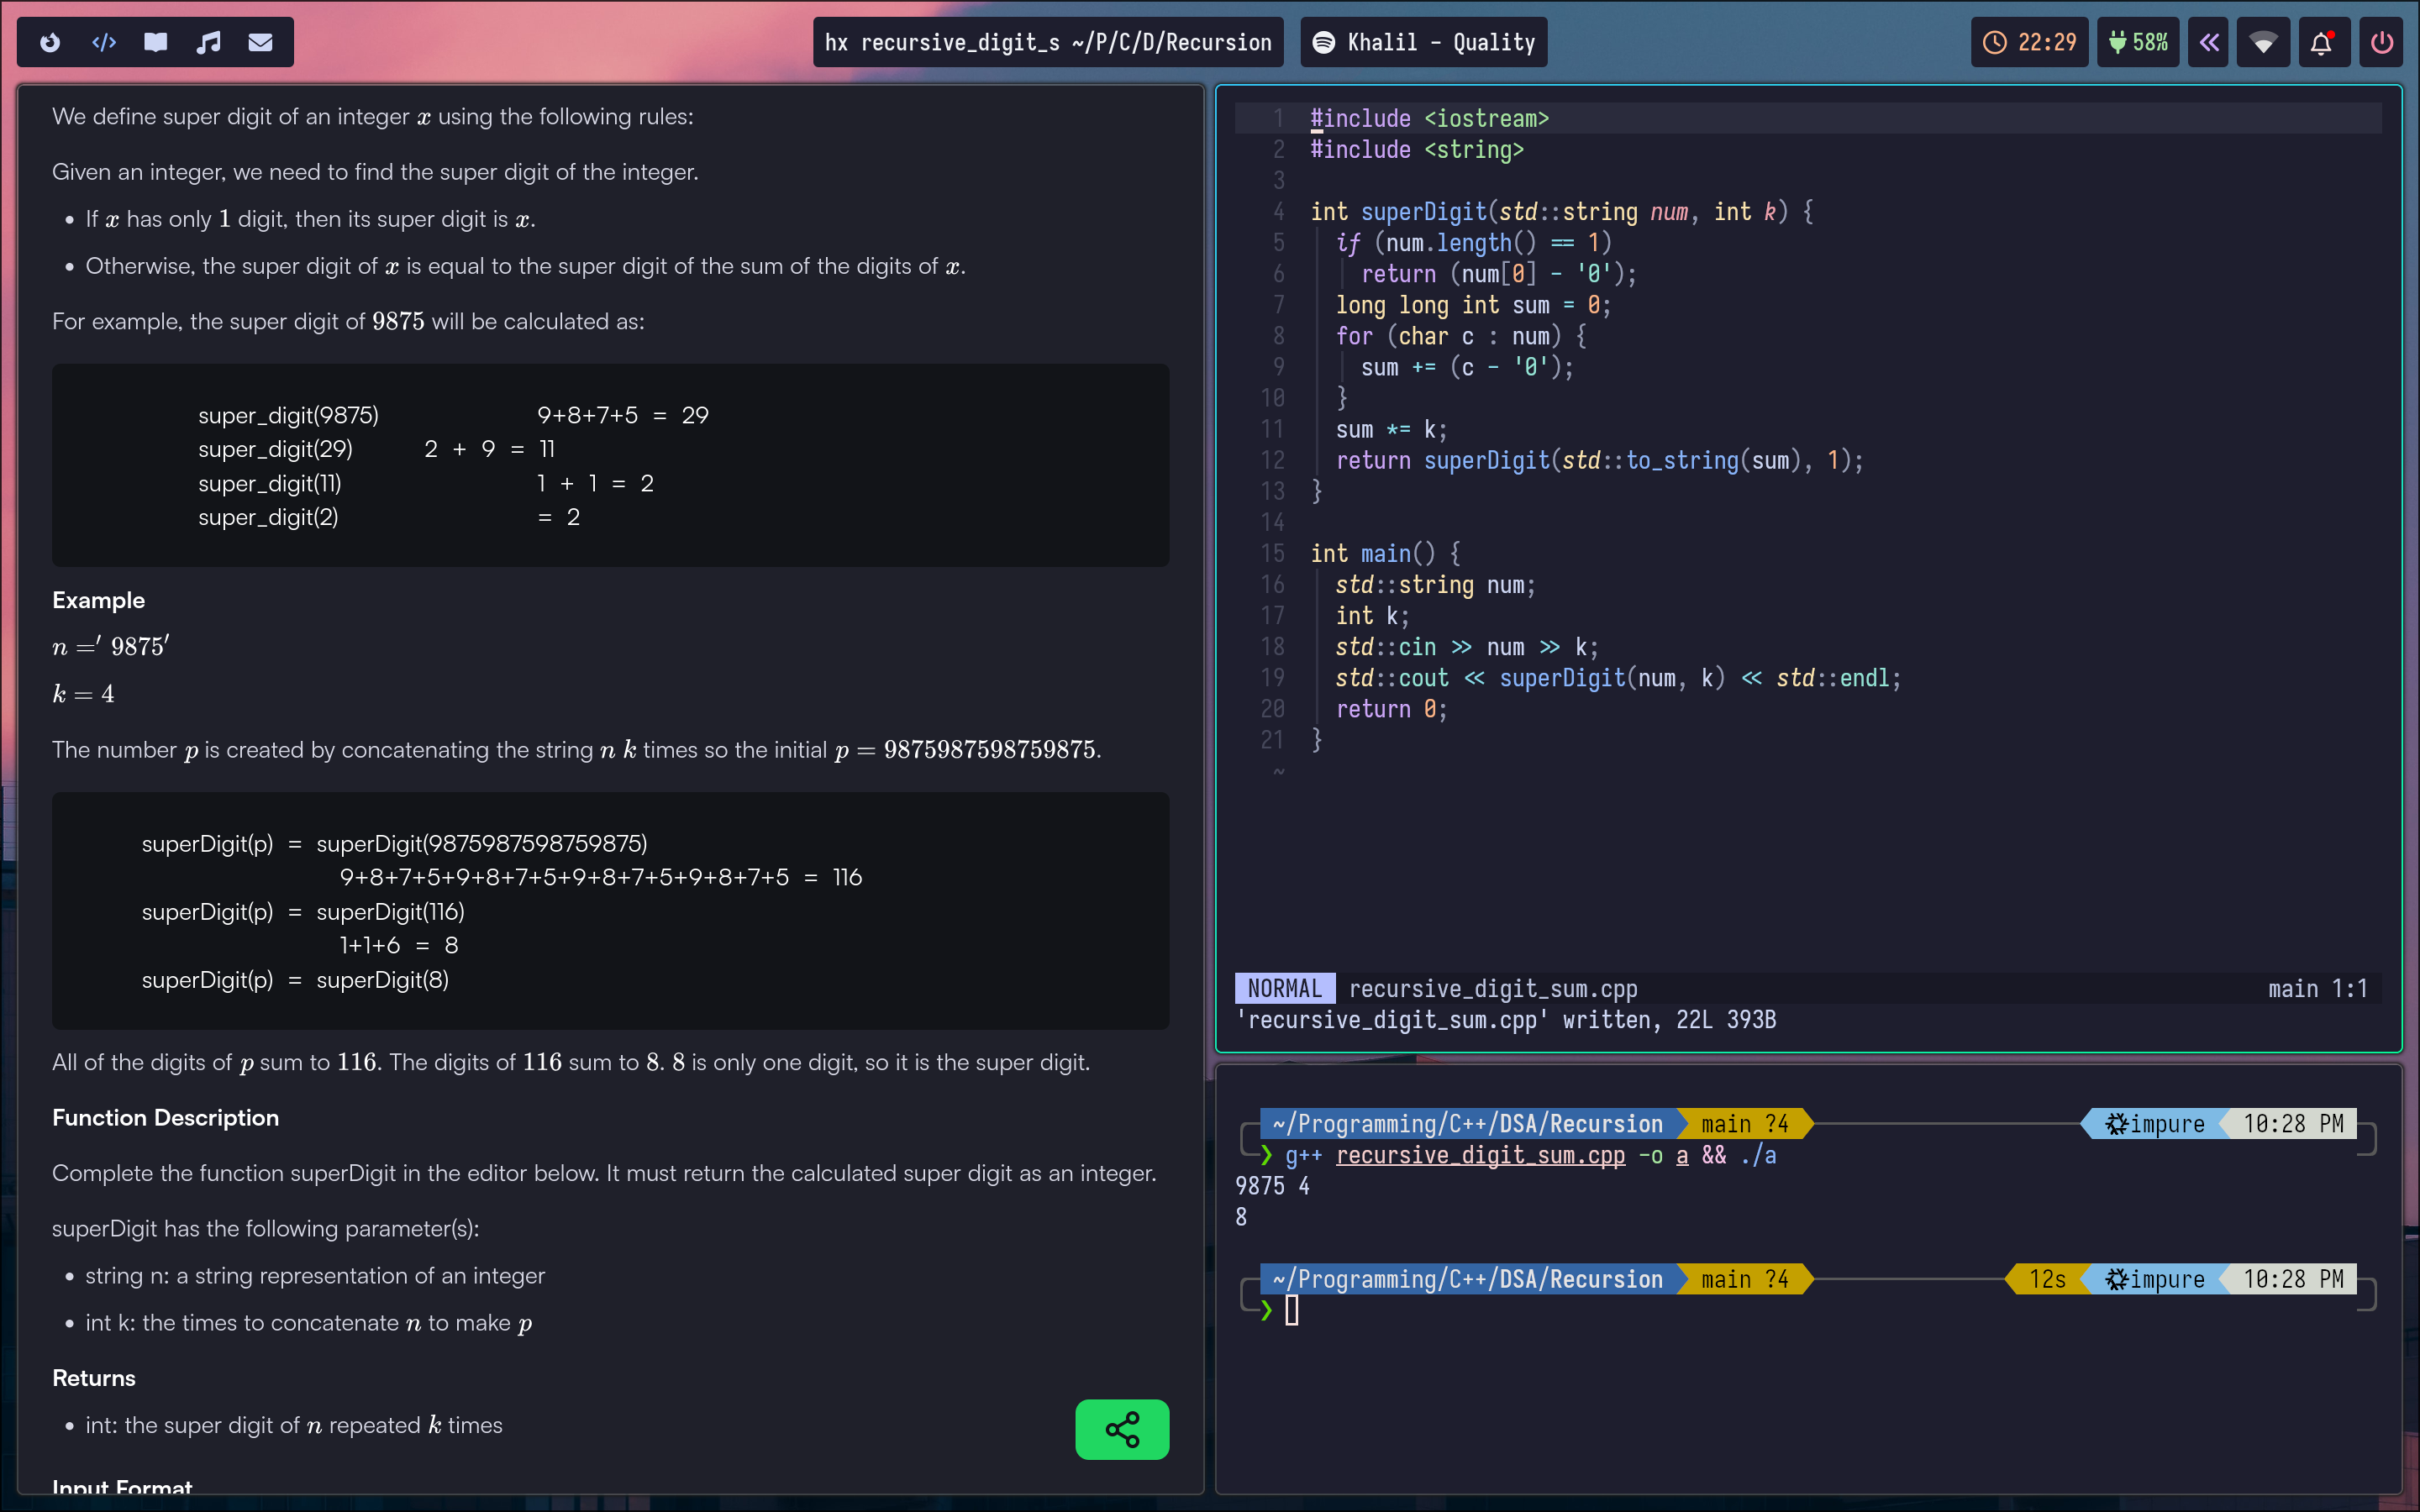 hx recursive_digit_s ~/P/C/D/Recursion
Khalil - Quality
22:29
58%
We define super digit of an integer x using the following rules:
Given an integer, we need to find the super digit of the integer.
• If x has only 1 digit, then its super digit is x.
• Otherwise, the super digit of x is equal to the super digit of the sum of the digits of x.
For example, the super digit of 9875 will be calculated as:
super_digit(9875) 9+8+7+5 = 29
super_digit(29) 2 + 9 = 11
super_digit(11) 1 + 1 = 2
super_digit(2) = 2
Example
n =′ 9875′
k = 4
The number p is created by concatenating the string n k times so the initial p = 9875987598759875.
superDigit(p) = superDigit(9875987598759875)
9+8+7+5+9+8+7+5+9+8+7+5+9+8+7+5 = 116
superDigit(p) = superDigit(116)
1+1+6 = 8
superDigit(p) = superDigit(8)
All of the digits of p sum to 116. The digits of 116 sum to 8. 8 is only one digit, so it is the super digit.
Function Description
Complete the function superDigit in the editor below. It must return the calculated super digit as an integer.
superDigit has the following parameter(s):
• string n: a string representation of an integer
• int k: the times to concatenate n to make p
Returns
• int: the super digit of n repeated k times
Input Format
1 #include <iostream>
2 #include <string>
3
4 int superDigit(std::string num, int k) {
5 if (num.length() == 1)
6 return (num[0] - '0');
7 long long int sum = 0;
8 for (char c : num) {
9 sum += (c - '0');
10 }
11 sum *= k;
12 return superDigit(std::to_string(sum), 1);
13 }
14
15 int main() {
16 std::string num;
17 int k;
18 std::cin >> num >> k;
19 std::cout << superDigit(num, k) << std::endl;
20 return 0;
21 }
~
NORMAL recursive_digit_sum.cpp main 1:1
'recursive_digit_sum.cpp' written, 22L 393B
~/Programming/C++/DSA/Recursion main ?4 impure 10:28 PM
❯ g++ recursive_digit_sum.cpp -o a && ./a
9875 4
8
~/Programming/C++/DSA/Recursion main ?4 12s impure 10:28 PM
❯